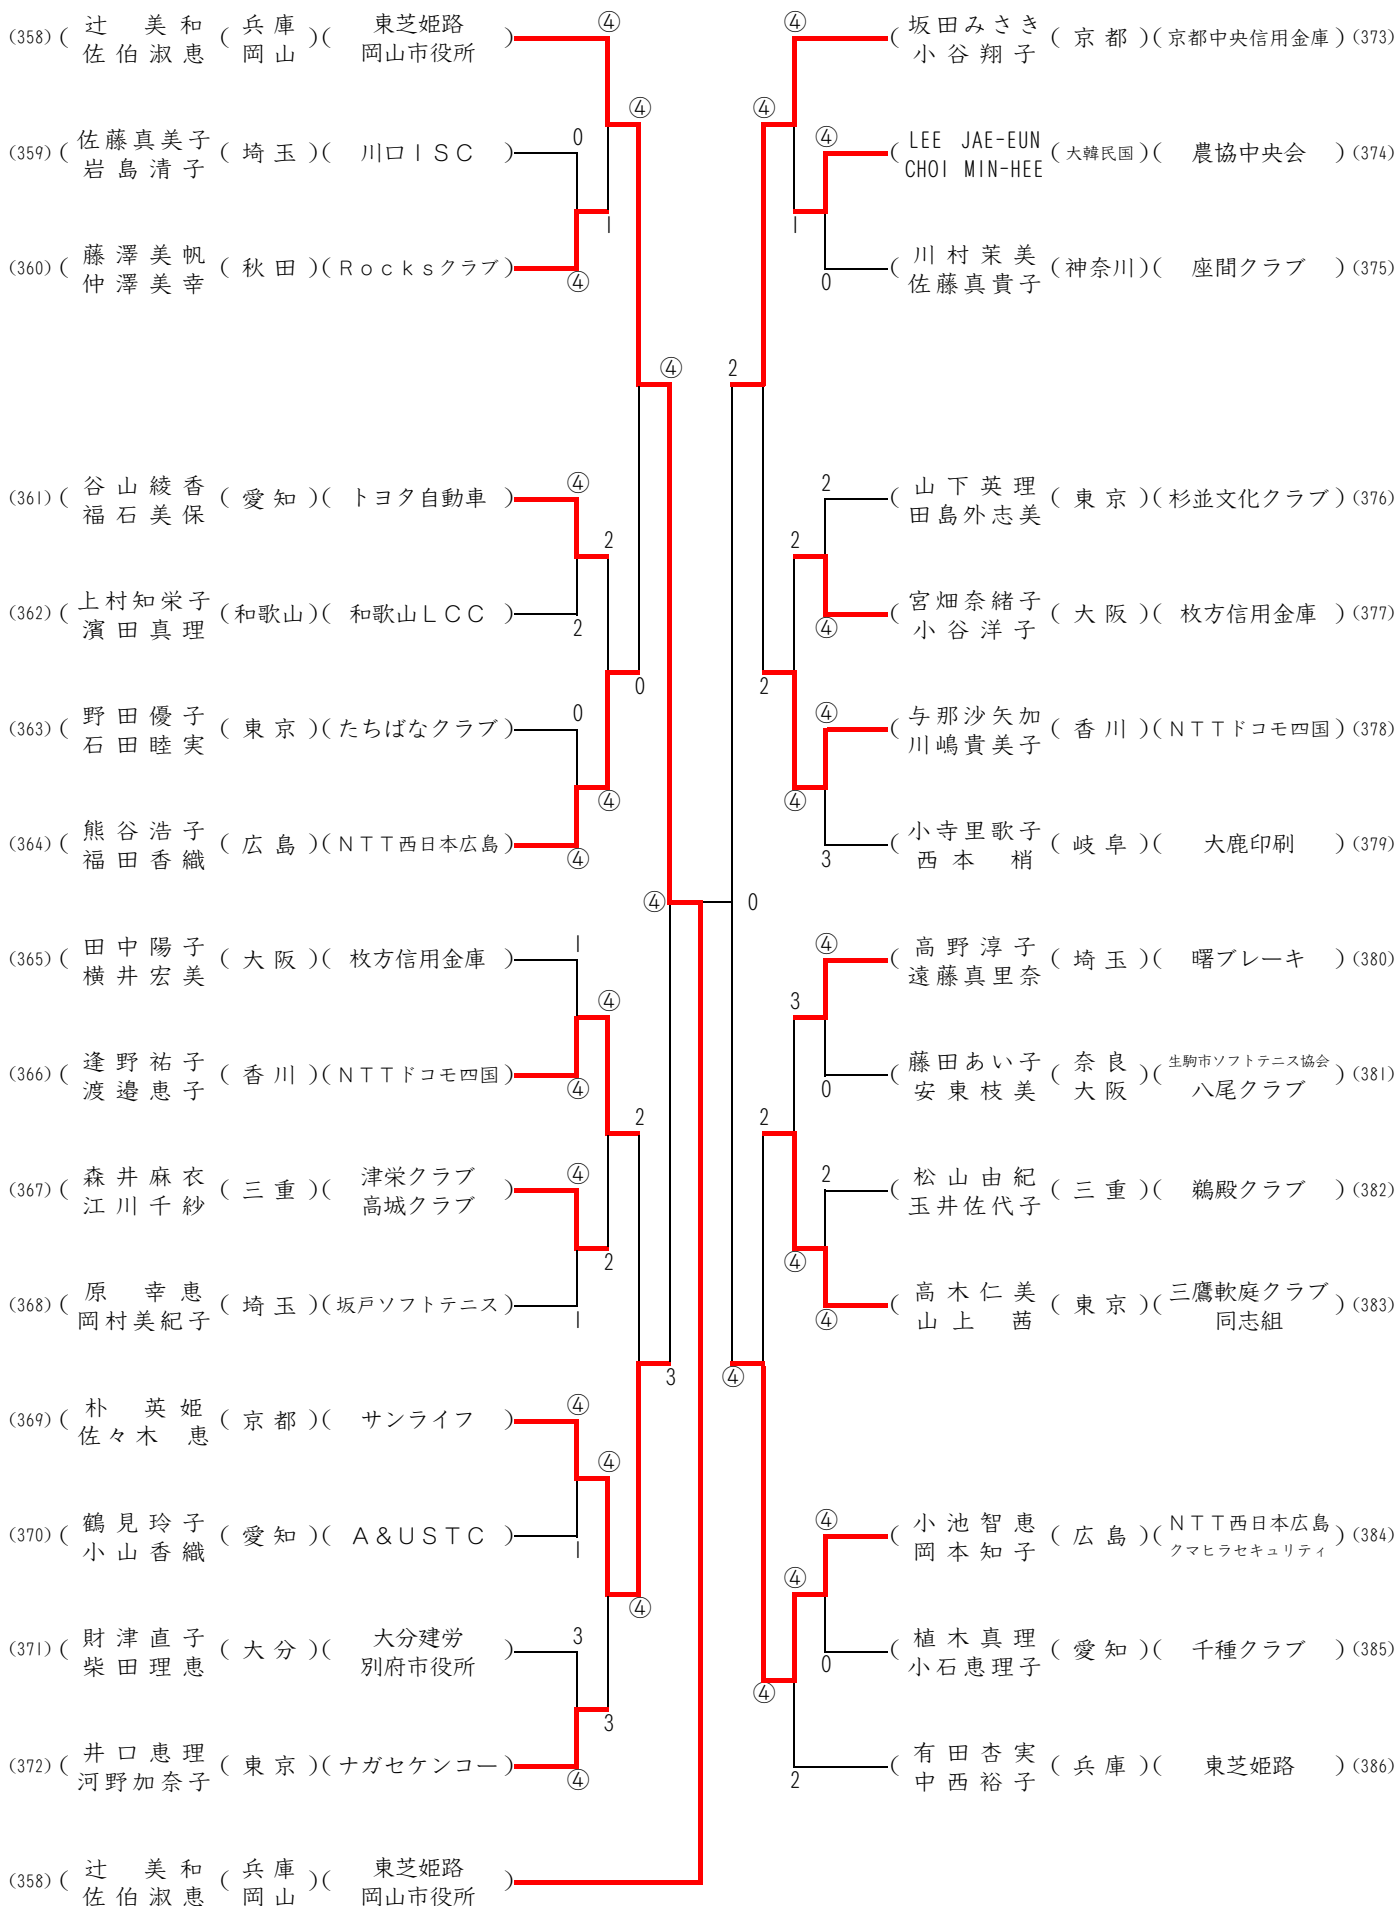 (358) ( 辻 美和 ( 兵庫 ) ( 東芝姫路 )
佐伯淑恵 岡山 岡山市役所
④
(359) ( 佐藤真美子 ( 埼玉 ) ( 川口ISC )
岩島清子
0
④
1
(360) ( 藤澤美帆 ( 秋田 ) ( Rocksクラブ )
仲澤美幸
④
④
(361) ( 谷山綾香 ( 愛知 ) ( トヨタ自動車 )
福石美保
④
2
(362) ( 上村知栄子 ( 和歌山 ) ( 和歌山LCC )
濱田真理
2
0
(363) ( 野田優子 ( 東京 ) ( たちばなクラブ )
石田睦実
0
④
(364) ( 熊谷浩子 ( 広島 ) ( NTT西日本広島 )
福田香織
④
④
(365) ( 田中陽子 ( 大阪 ) ( 枚方信用金庫 )
横井宏美
1
④
(366) ( 逢野祐子 ( 香川 ) ( NTTドコモ四国 )
渡邉恵子
④
2
(367) ( 森井麻衣 ( 三重 ) ( 津栄クラブ )
江川千紗 高城クラブ
④
2
(368) ( 原 幸恵 ( 埼玉 ) ( 坂戸ソフトテニス )
岡村美紀子
1
3
(369) ( 朴 英姫 ( 京都 ) ( サンライフ )
佐々木 恵
④
④
(370) ( 鶴見玲子 ( 愛知 ) ( A&USTC )
小山香織
1
④
(371) ( 財津直子 ( 大分 ) ( 大分建労 )
柴田理恵 別府市役所
3
3
(372) ( 井口恵理 ( 東京 ) ( ナガセケンコー )
河野加奈子
④
(358) ( 辻 美和 ( 兵庫 ) ( 東芝姫路 )
佐伯淑恵 岡山 岡山市役所
④
( 坂田みさき ( 京都 ) ( 京都中央信用金庫 ) (373)
小谷翔子
④
④
( LEE JAE-EUN ( 大韓民国 ) ( 農協中央会 ) (374)
CHOI MIN-HEE
1
( 川村茉美 ( 神奈川 ) ( 座間クラブ ) (375)
佐藤真貴子
0
2
2
( 山下英理 ( 東京 ) ( 杉並文化クラブ ) (376)
田島外志美
2
( 宮畑奈緒子 ( 大阪 ) ( 枚方信用金庫 ) (377)
小谷洋子
④
2
④
( 与那沙矢加 ( 香川 ) ( NTTドコモ四国 ) (378)
川嶋貴美子
④
( 小寺里歌子 ( 岐阜 ) ( 大鹿印刷 ) (379)
西本 梢
3
0
④
( 高野淳子 ( 埼玉 ) ( 曙ブレーキ ) (380)
遠藤真里奈
3
( 藤田あい子 ( 奈良 ) ( 生駒市ソフトテニス協会 ) (381)
安東枝美 大阪 八尾クラブ
0
2
2
( 松山由紀 ( 三重 ) ( 鵜殿クラブ ) (382)
玉井佐代子
④
( 高木仁美 ( 東京 ) ( 三鷹軟庭クラブ ) (383)
山上 茜 同志組
④
④
④
( 小池智恵 ( 広島 ) ( NTT西日本広島 ) (384)
岡本知子 クマヒラセキュリティ
④
( 植木真理 ( 愛知 ) ( 千種クラブ ) (385)
小石恵理子
0
④
( 有田杏実 ( 兵庫 ) ( 東芝姫路 ) (386)
中西裕子
2